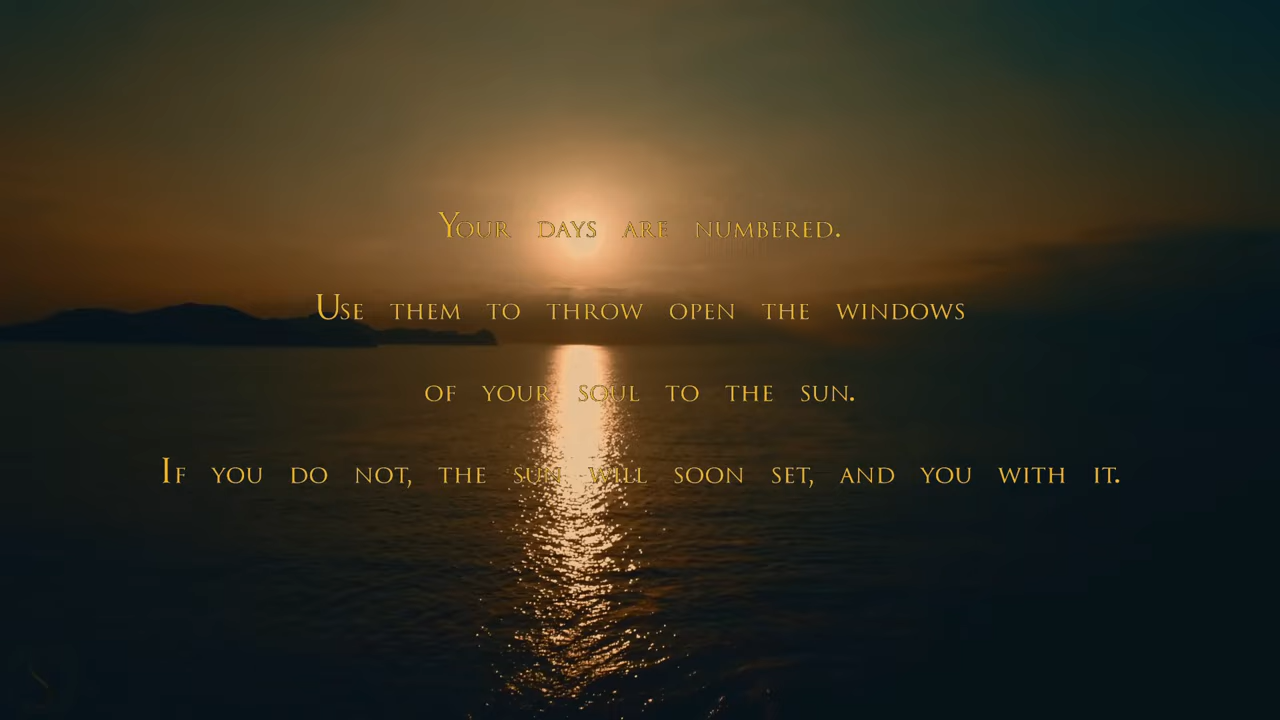 Your days are numbered.
Use them to throw open the windows
of your soul to the sun.
If you do not, the sun will soon set, and you with it.